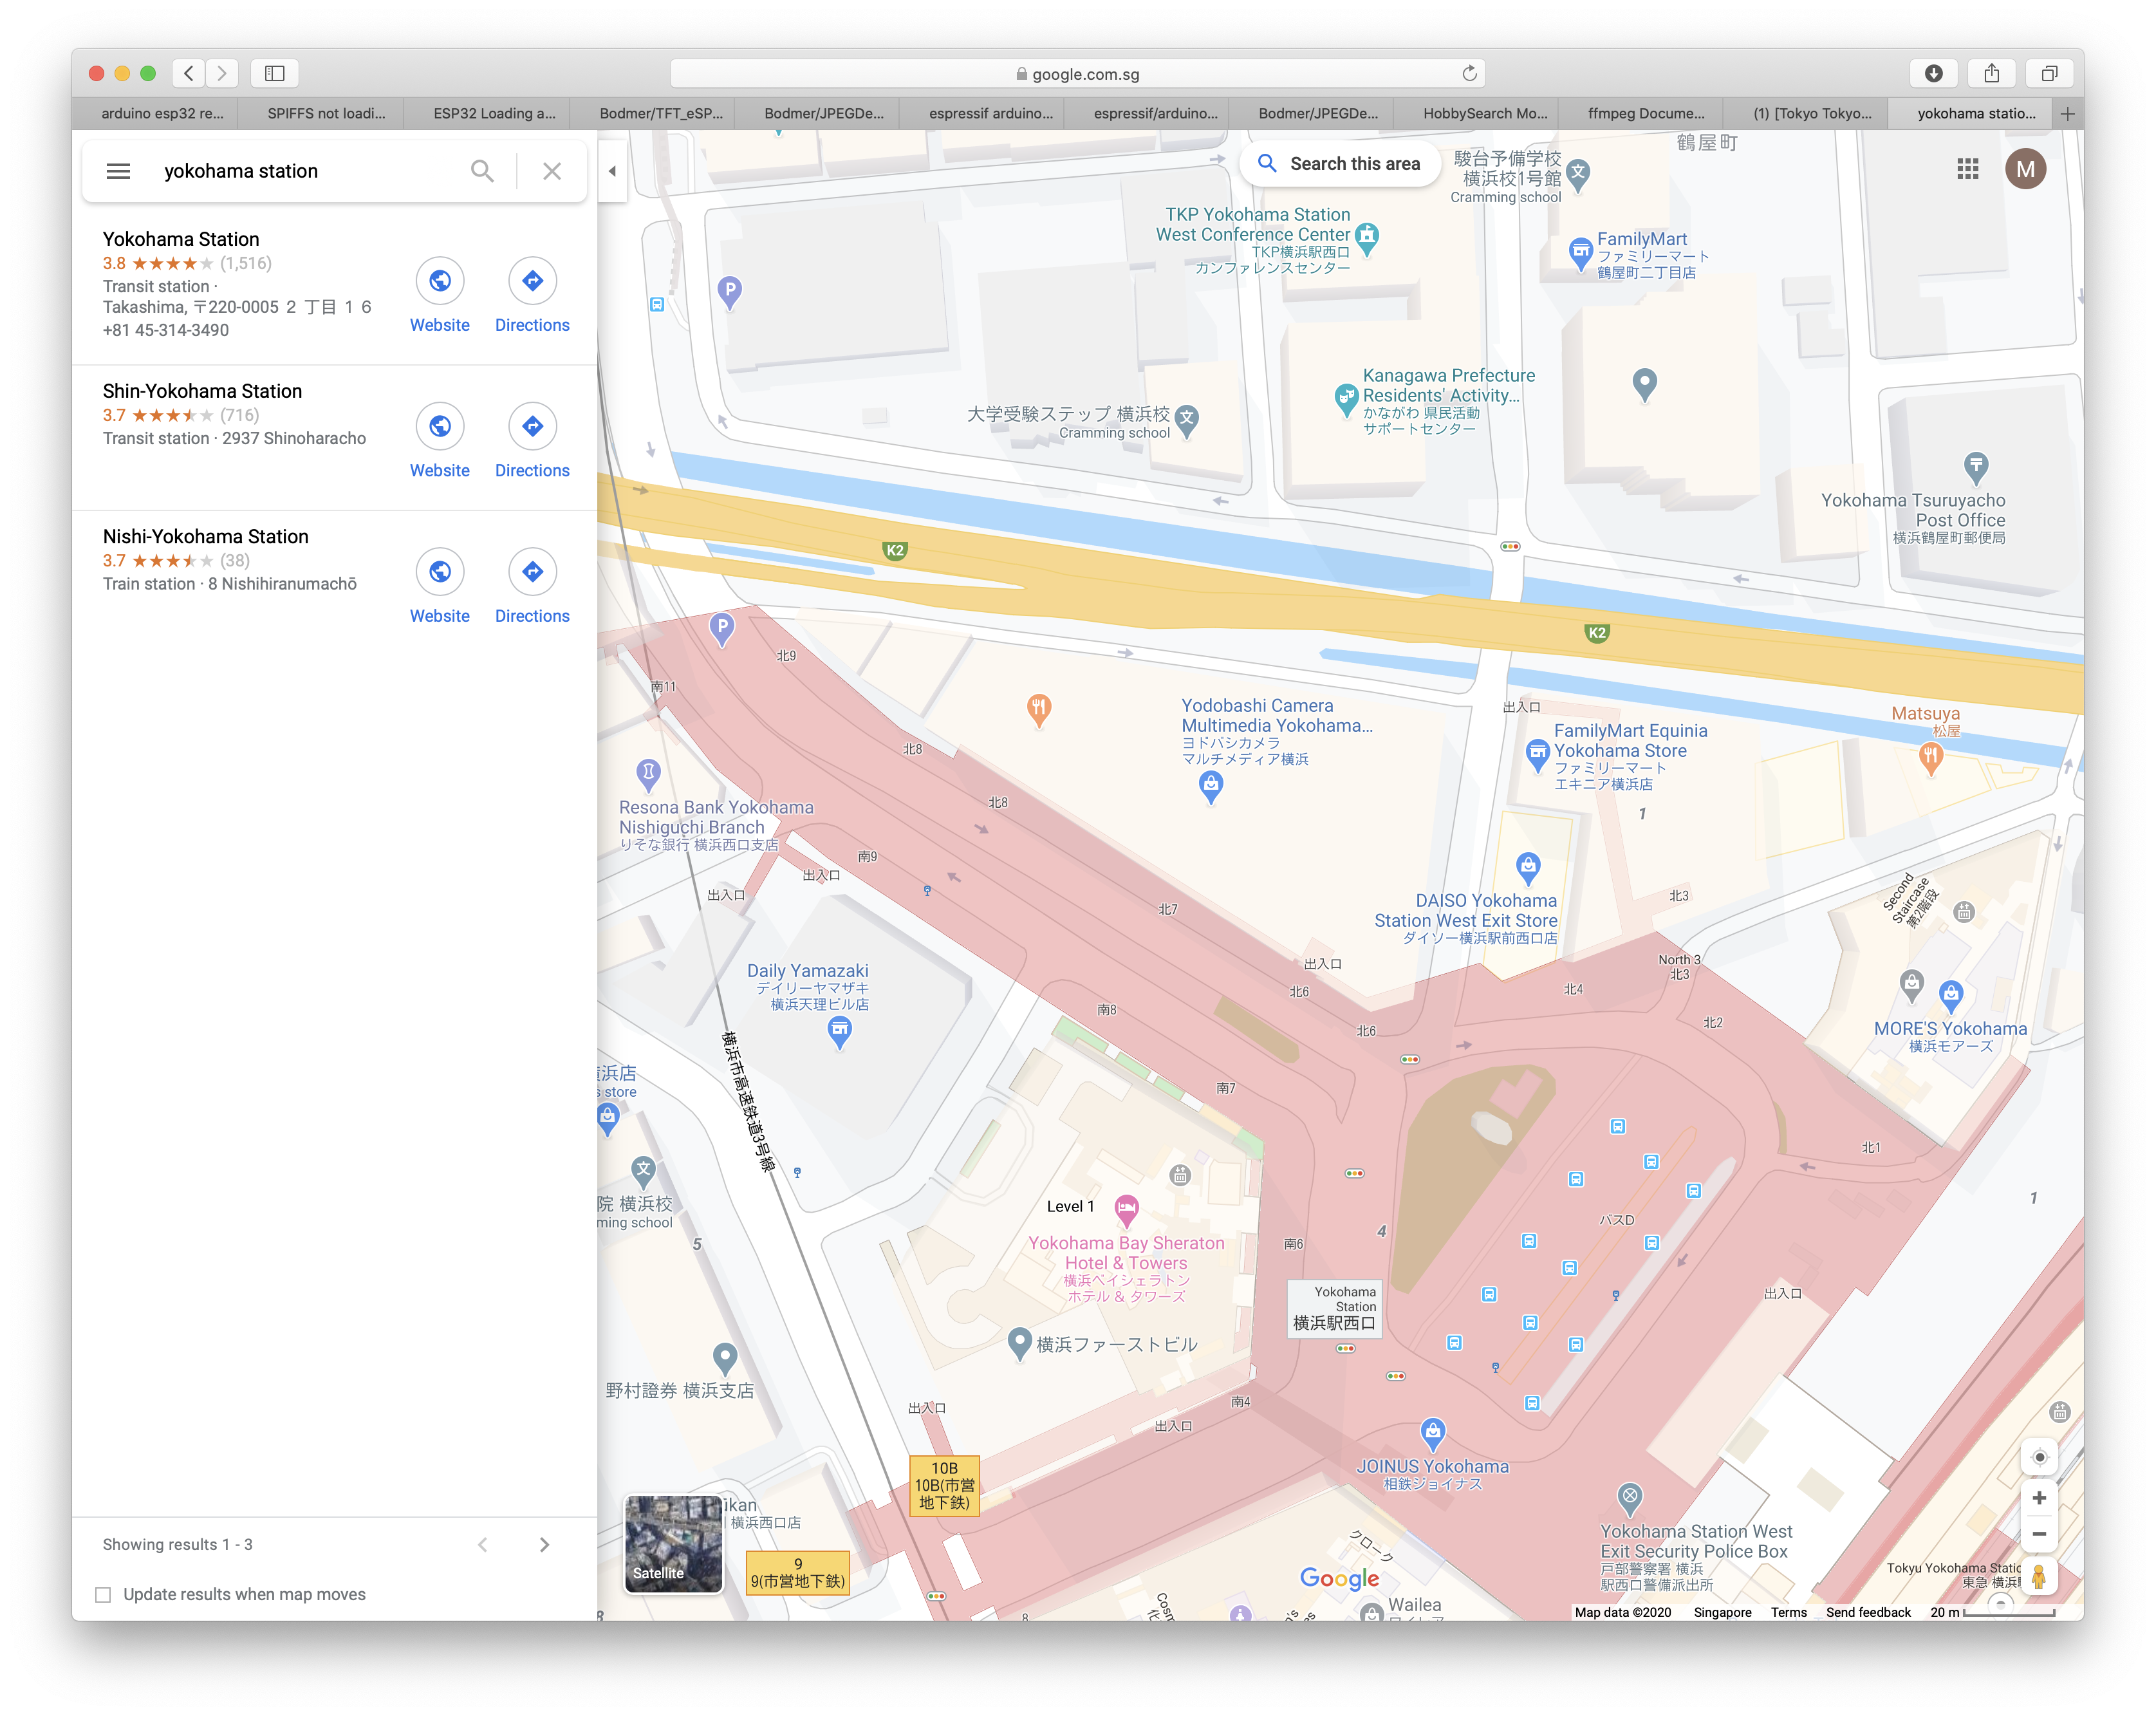 google.com.sg
arduino esp32 re...
SPIFFS not loadi...
ESP32 Loading a...
Bodmer/TFT_eSP...
Bodmer/JPEGDe...
espressif arduino...
espressif/arduino...
Bodmer/JPEGDe...
HobbySearch Mo...
ffmpeg Docume...
(1) [Tokyo Tokyo...
yokohama statio...
yokohama station
Yokohama Station
3.8 (1,516)
Transit station ·
Takashima, 〒220-0005 2 丁目 1 6
+81 45-314-3490
Website
Directions
Shin-Yokohama Station
3.7 (716)
Transit station · 2937 Shinoharacho
Website
Directions
Nishi-Yokohama Station
3.7 (38)
Train station · 8 Nishihiranumachō
Website
Directions
Showing results 1 - 3
Update results when map moves
Search this area
M
鶴屋町
駿台予備学校
横浜校1号館
Cramming school
TKP Yokohama Station
West Conference Center
TKP横浜駅西口
カンファレンスセンター
FamilyMart
ファミリーマート
鶴屋町二丁目店
P
Kanagawa Prefecture
Residents' Activity...
かながわ 県民活動
サポートセンター
大学受験ステップ 横浜校
Cramming school
文
Yokohama Tsuruyacho
Post Office
横浜鶴屋町郵便局
K2
K2
P
北9
南11
北8
北8
Yodobashi Camera
Multimedia Yokohama...
ヨドバシカメラ
マルチメディア横浜
出入口
FamilyMart Equinia
Yokohama Store
ファミリーマート
エキニア横浜店
1
Matsuya
松屋
Resona Bank Yokohama
Nishiguchi Branch
りそな銀行 横浜西口支店
南9
出入口
出入口
北7
DAISO Yokohama
Station West Exit Store
ダイソー横浜駅前西口店
北3
Second
Staircase
第2階段
North 3
北3
Daily Yamazaki
デイリーヤマザキ
横浜天理ビル店
出入口
北6
北4
北6
北2
MORE'S Yokohama
横浜モアーズ
南8
南7
横浜市高速鉄道3号線
浜店
s store
文
院 横浜校
ming school
5
北1
1
Level 1
Yokohama Bay Sheraton
Hotel & Towers
横浜ベイシェラトン
ホテル & タワーズ
バスD
4
南6
Yokohama
Station
横浜駅西口
出入口
横浜ファーストビル
野村證券 横浜支店
出入口
出入口
南4
JOINUS Yokohama
相鉄ジョイナス
10B
10B(市営
地下鉄)
9
9(市営地下鉄)
ükan
横浜西口店
Satellite
クローク
Google
Yokohama Station West
Exit Security Police Box
戸部警察署 横浜
駅西口警備派出所
Tokyu Yokohama Static
東急 横浜
Wailea
8
Map data ©2020
Singapore
Terms
Send feedback
20 m